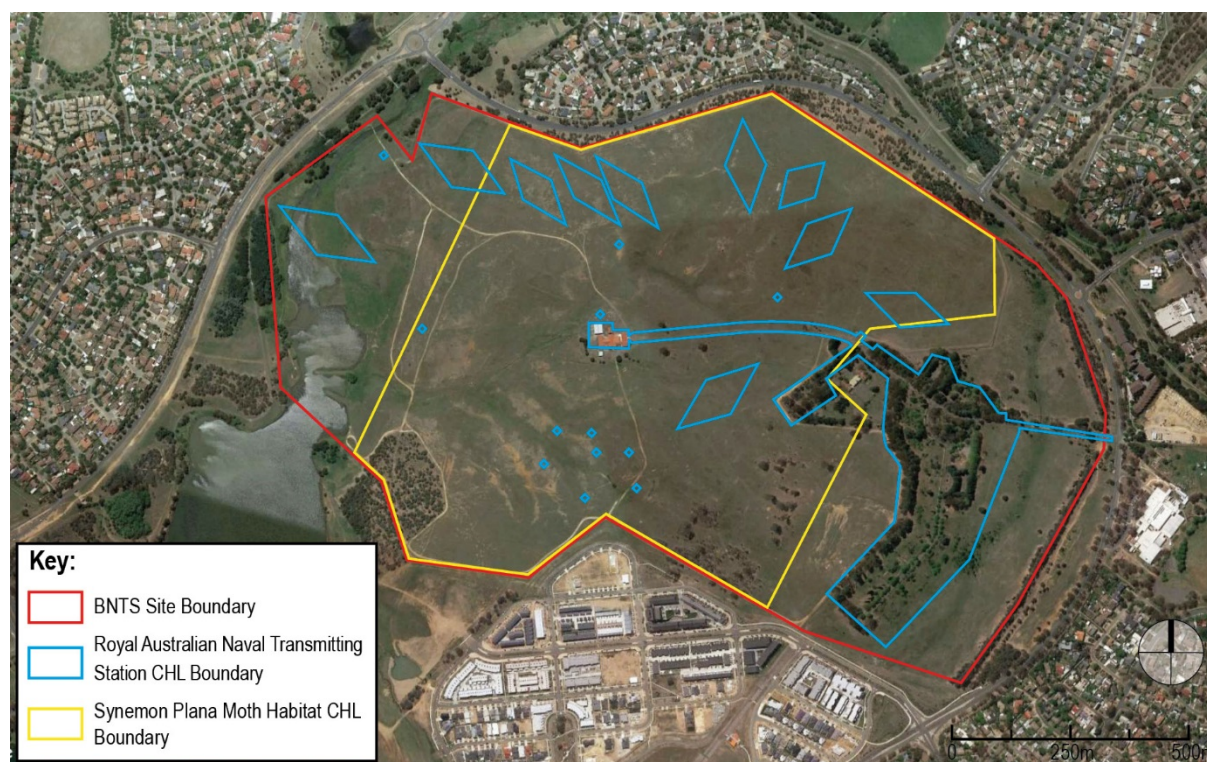 Key:
BNTS Site Boundary
Royal Australian Naval Transmitting
Station CHL Boundary
Synemon Plana Moth Habitat CHL
Boundary
0 250m 500m